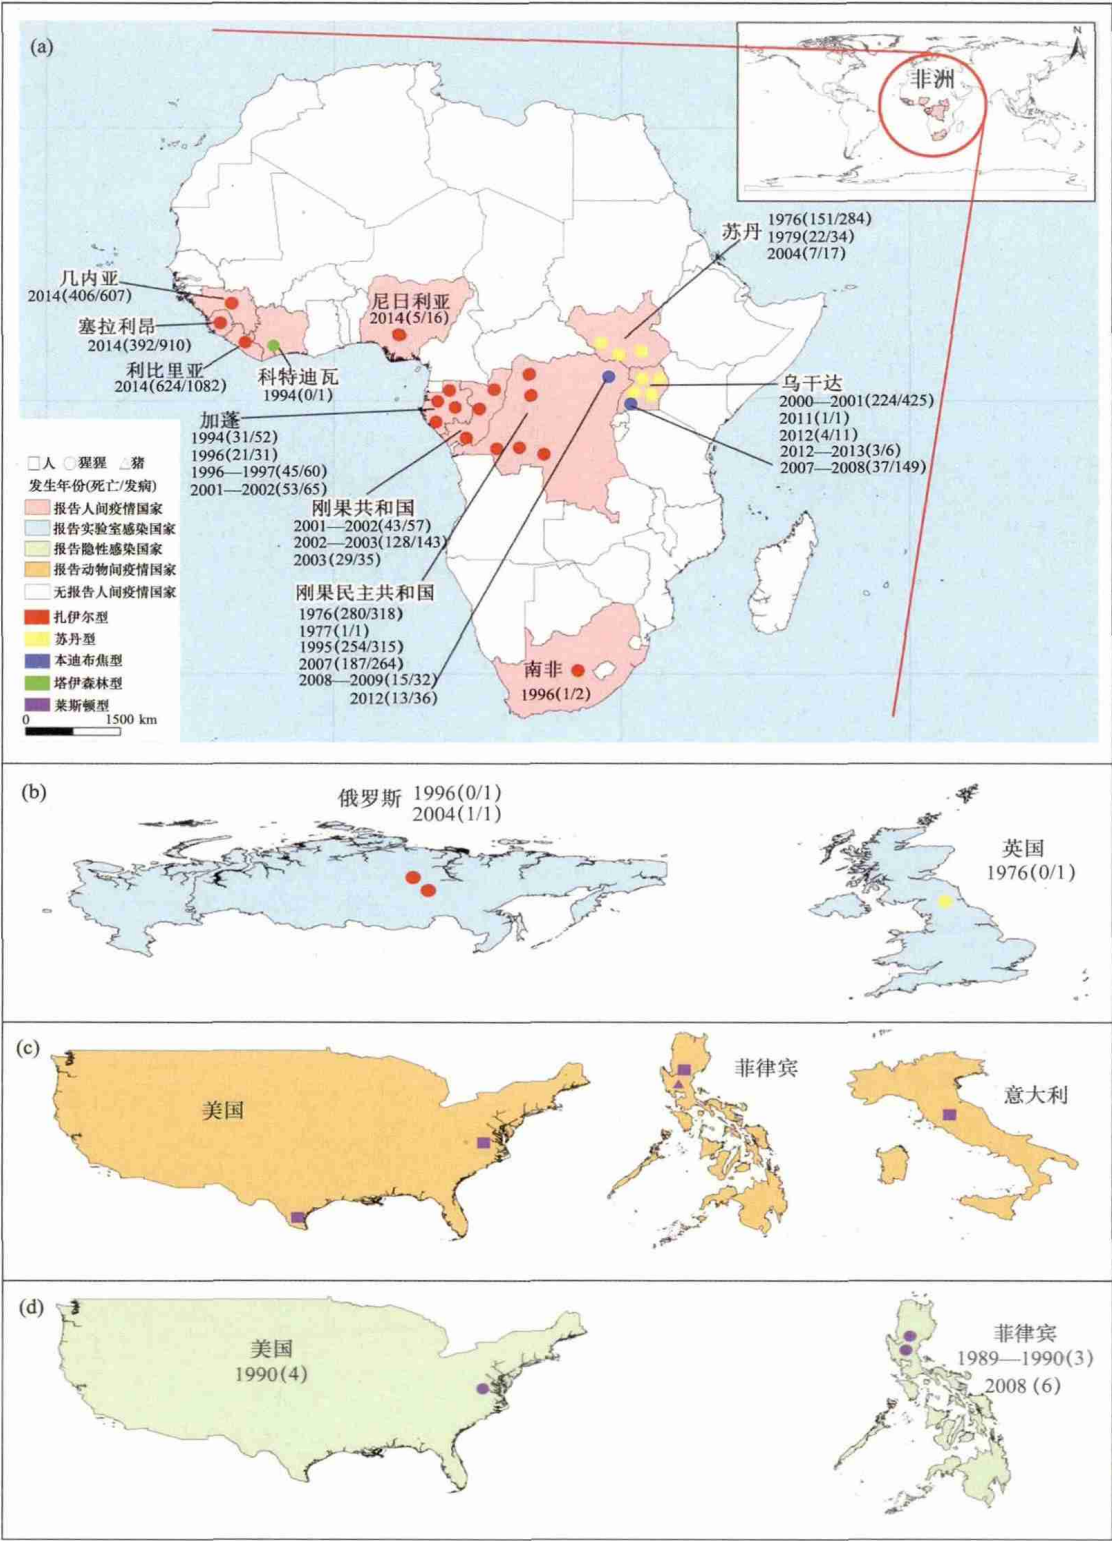 (a)
N
非洲
苏丹
1976(151/284)
1979(22/34)
2004(7/17)
几内亚
2014(406/607)
塞拉利昂
2014(392/910)
利比里亚
2014(624/1082)
科特迪瓦
1994(0/1)
尼日利亚
2014(5/16)
乌干达
2000—2001(224/425)
2011(1/1)
2012(4/11)
2012—2013(3/6)
2007—2008(37/149)
加蓬
1994(31/52)
1996(21/31)
1996—1997(45/60)
2001—2002(53/65)
刚果共和国
2001—2002(43/57)
2002—2003(128/143)
2003(29/35)
刚果民主共和国
1976(280/318)
1977(1/1)
1995(254/315)
2007(187/264)
2008—2009(15/32)
2012(13/36)
南非
1996(1/2)
人 猩猩 猪
发生年份(死亡/发病)
报告人间疫情国家
报告实验室感染国家
报告隐性感染国家
报告动物间疫情国家
无报告人间疫情国家
扎伊尔型
苏丹型
本迪布焦型
塔伊森林型
莱斯顿型
0 1500 km
(b)
俄罗斯
1996(0/1)
2004(1/1)
英国
1976(0/1)
(c)
美国
菲律宾
意大利
(d)
美国
1990(4)
菲律宾
1989—1990(3)
2008 (6)